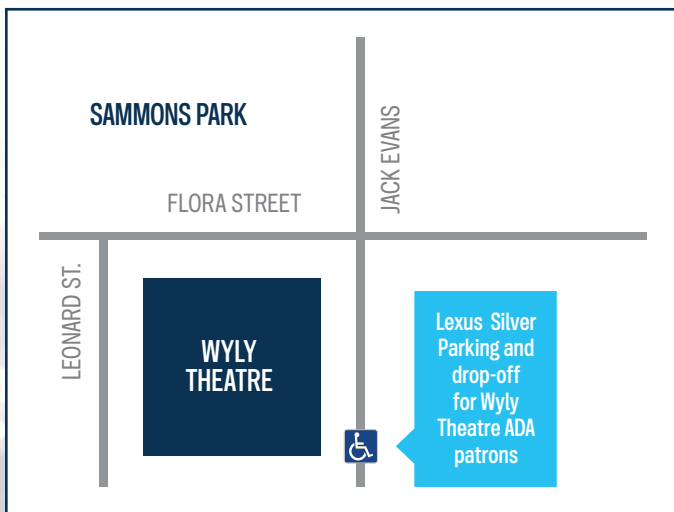 SAMMONS PARK
JACK EVANS
FLORA STREET
LEONARD ST.
WYLY
THEATRE
Lexus Silver
Parking and
drop-off
for Wyly
Theatre ADA
patrons